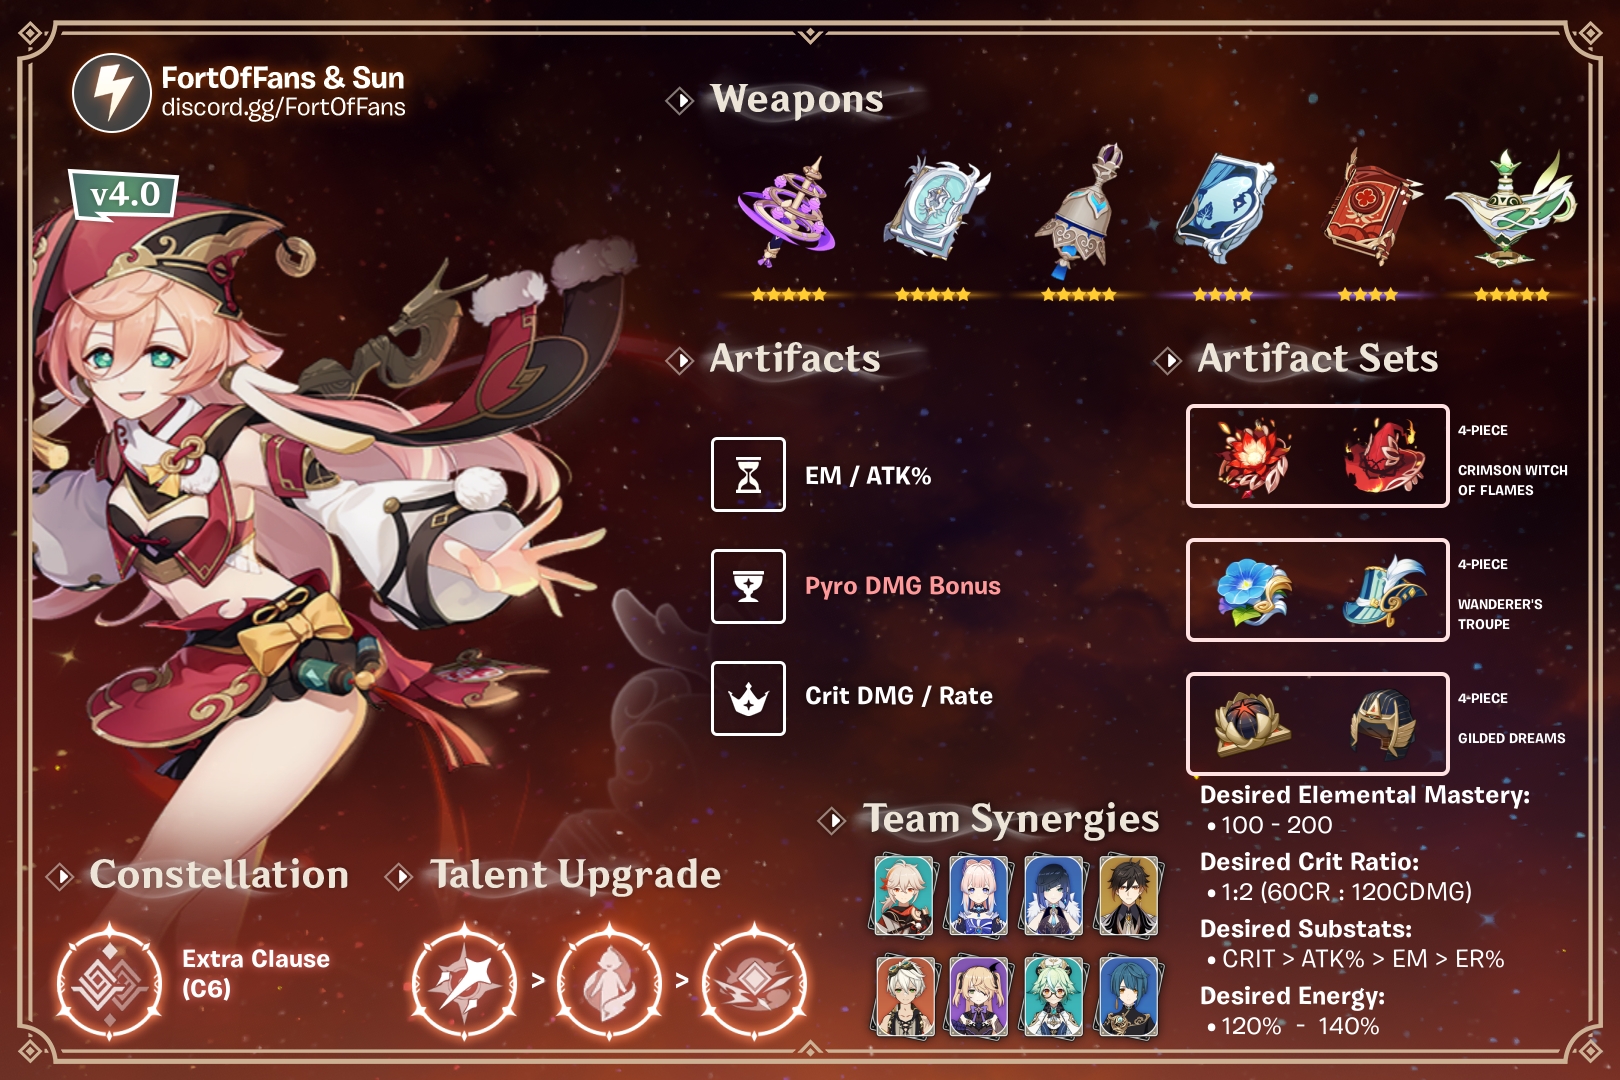 FortOfFans & Sun
discord.gg/FortOfFans
v4.0
Weapons
Artifacts
EM / ATK%
Pyro DMG Bonus
Crit DMG / Rate
Artifact Sets
4-PIECE
CRIMSON WITCH
OF FLAMES
4-PIECE
WANDERER'S
TROUPE
4-PIECE
GILDED DREAMS
Constellation
Extra Clause
(C6)
Talent Upgrade
> >
Team Synergies
Desired Elemental Mastery:
• 100 - 200
Desired Crit Ratio:
• 1:2 (60CR : 120CDMG)
Desired Substats:
• CRIT > ATK% > EM > ER%
Desired Energy:
• 120% - 140%